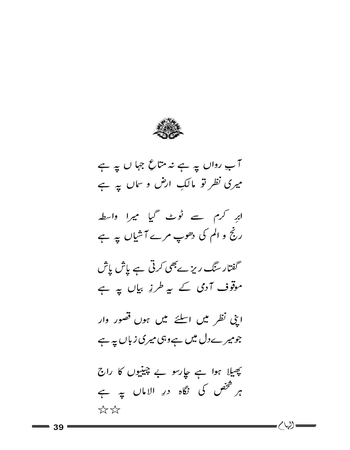 آب رواں پہ ہے نہ متاعِ جہا ں پہ ہے
میری نظر تو مالکِ ارض و سماں پہ ہے
ابرِ کرم سے ٹوٹ گیا میرا واسطہ
رنج و الم کی دھوپ مرے آشیاں پہ ہے
گفتار سنگ ریزے بھی کرتی ہے پاش پاش
موقوف آدمی کے یہ طرزِ بیاں پہ ہے
اپنی نظر میں اسلئے میں ہوں قصور وار
جو میرے دل میں ہے وہی میری زباں پہ ہے
پھیلا ہوا ہے چارسو بے چینیوں کا راج
ہر شخص کی نگاہ در الاماں پہ ہے
☆☆
39